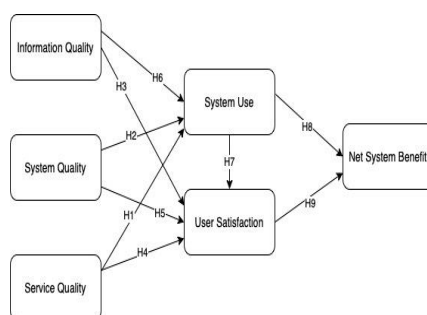 Information Quality
H6
H3
System Use
H8
H2
System Quality
H7
Net System Benefit
H5
H1
User Satisfaction
H9
H4
Service Quality